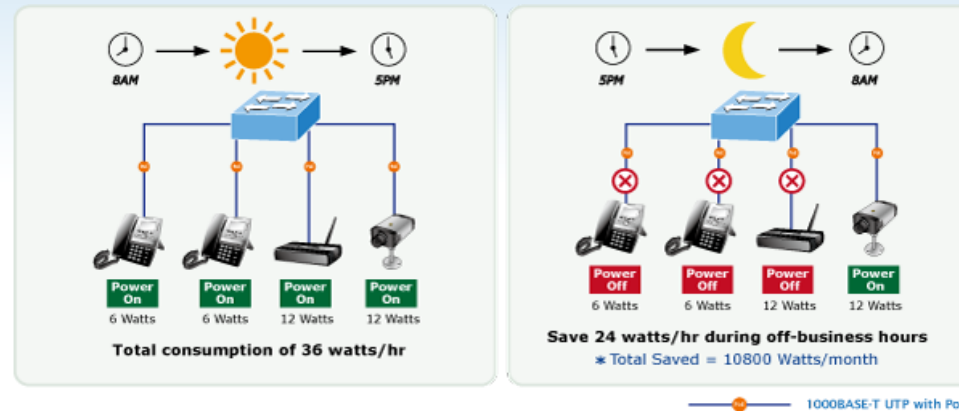 8AM
5PM
Power
On
6 Watts
Power
On
6 Watts
Power
On
12 Watts
Power
On
12 Watts
Total consumption of 36 watts/hr
5PM
8AM
Power
Off
6 Watts
Power
Off
6 Watts
Power
Off
12 Watts
Power
On
12 Watts
Save 24 watts/hr during off-business hours
* Total Saved = 10800 Watts/month
1000BASE-T UTP with Po